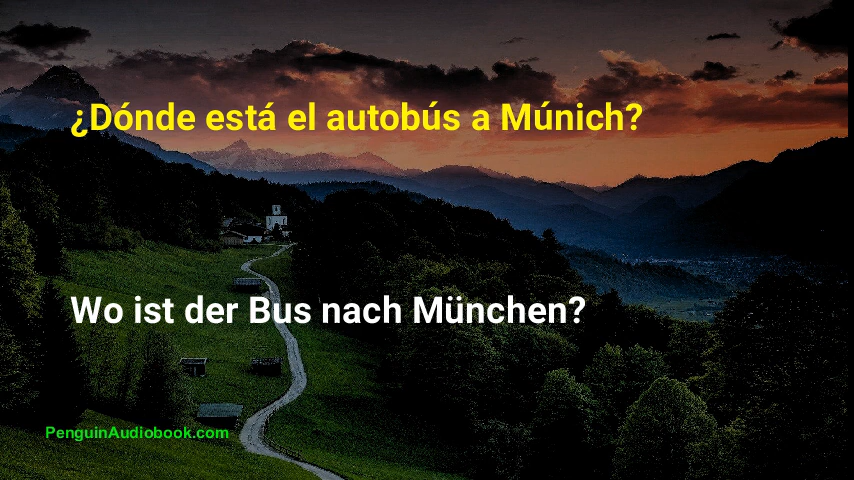 ¿Dónde está el autobús a Múnich?
Wo ist der Bus nach München?
PenguinAudiobook.com